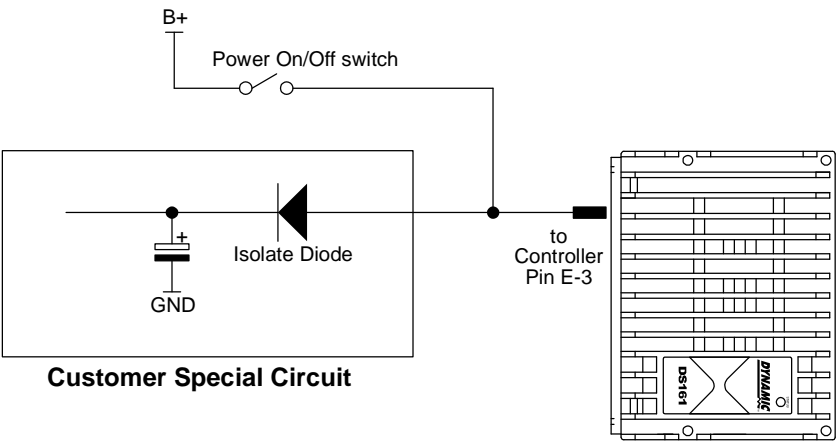 B+
Power On/Off switch
+
Isolate Diode
GND
to
Controller
Pin E-3
Customer Special Circuit
DYNAMIC
DS161